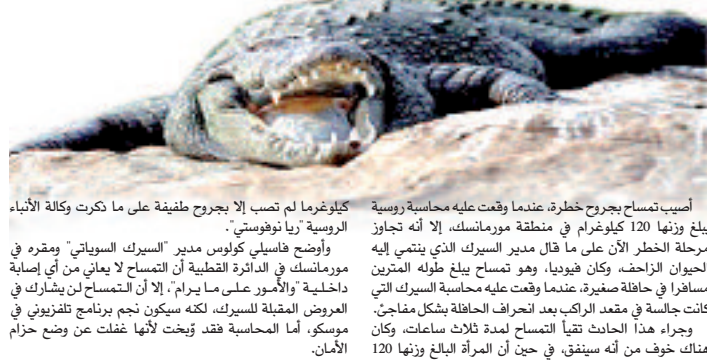 أصيب تمساح بجروح خطرة، عندما وقعت عليه محاسبة روسية
يبلغ وزنها 120 كيلوغرام في منطقة مورمانسك، إلا أنه تجاوز
مرحلة الخطر الآن على ما قال مدير السيرك الذي ينتمي إليه
الحيوان الزاحف، وكان فيوديا، وهو تمساح يبلغ طوله المترين
مسافرا في حافلة صغيرة، عندما وقعت عليه محاسبة السيرك التي
كانت جالسة في مقعد الراكب بعد انحراف الحافلة بشكل مفاجئ.
وجراء هذا الحادث تقيأ التمساح لمدة ثلاث ساعات، وكان
هناك خوف من أنه سينفق، في حين أن المرأة البالغ وزنها 120
كيلوغرما لم تصب إلا بجروح طفيفة على ما ذكرت وكالة الأنباء
الروسية "ريا نوفوستي".
وأوضح فاسيلي كولوس مدير "السيرك السوياتي" ومقره في
مورمانسك في الدائرة القطبية أن التمساح لا يعاني من أي إصابة
داخلية "والأمور على ما يرام"، إلا أن التمساح لن يشارك في
العروض المقبلة للسيرك، لكنه سيكون نجم برنامج تلفزيوني في
موسكو، أما المحاسبة فقد وّبخت لأنها غفلت عن وضع حزام
الأمان.